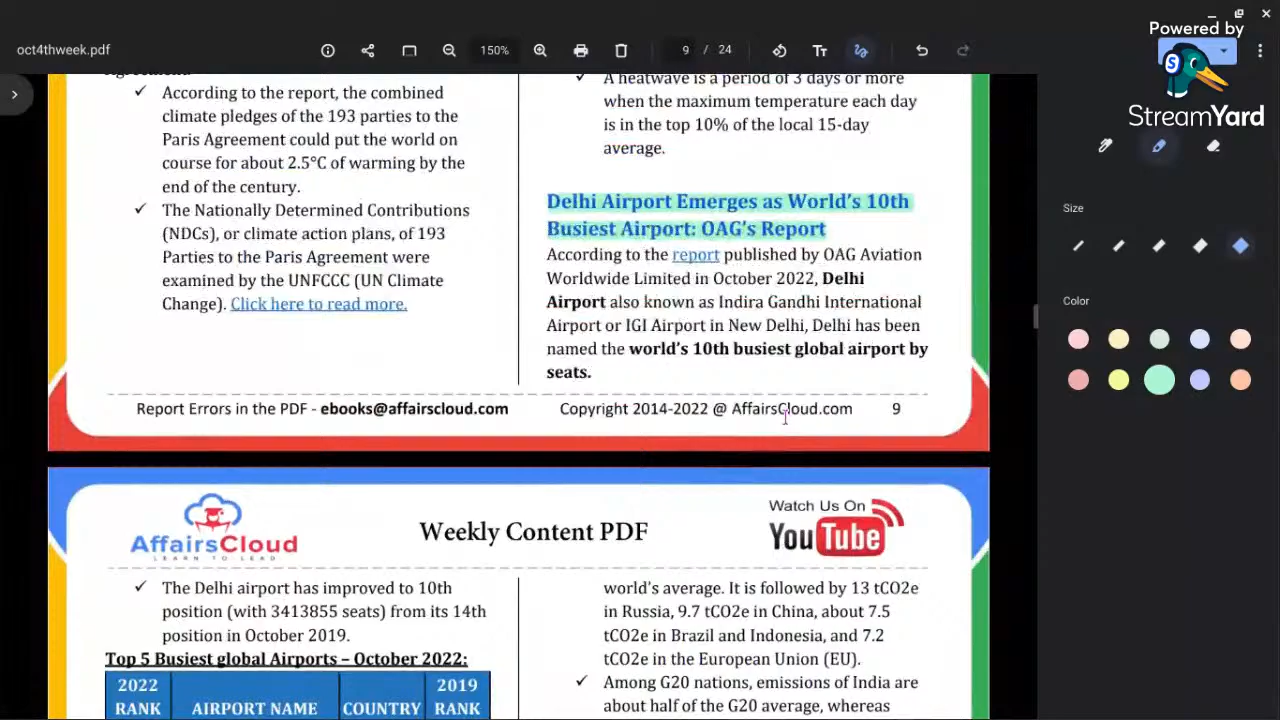 Powered by
StreamYard
oct4thweek.pdf
150%
9 / 24
Size
Color
According to the report, the combined
climate pledges of the 193 parties to the
Paris Agreement could put the world on
course for about 2.5°C of warming by the
end of the century.
The Nationally Determined Contributions
(NDCs), or climate action plans, of 193
Parties to the Paris Agreement were
examined by the UNFCCC (UN Climate
Change). Click here to read more.
A heatwave is a period of 3 days or more
when the maximum temperature each day
is in the top 10% of the local 15-day
average.
Delhi Airport Emerges as World's 10th
Busiest Airport: OAG's Report
According to the report published by OAG Aviation
Worldwide Limited in October 2022, Delhi
Airport also known as Indira Gandhi International
Airport or IGI Airport in New Delhi, Delhi has been
named the world's 10th busiest global airport by
seats.
Report Errors in the PDF - ebooks@affairscloud.com Copyright 2014-2022 @ AffairsCloud.com 9
AffairsCloud
LEARN TO LEAD
Weekly Content PDF
Watch Us On
YouTube
The Delhi airport has improved to 10th
position (with 3413855 seats) from its 14th
position in October 2019.
Top 5 Busiest global Airports – October 2022:
2022 RANK AIRPORT NAME COUNTRY 2019 RANK
world's average. It is followed by 13 tCO2e
in Russia, 9.7 tCO2e in China, about 7.5
tCO2e in Brazil and Indonesia, and 7.2
tCO2e in the European Union (EU).
Among G20 nations, emissions of India are
about half of the G20 average, whereas